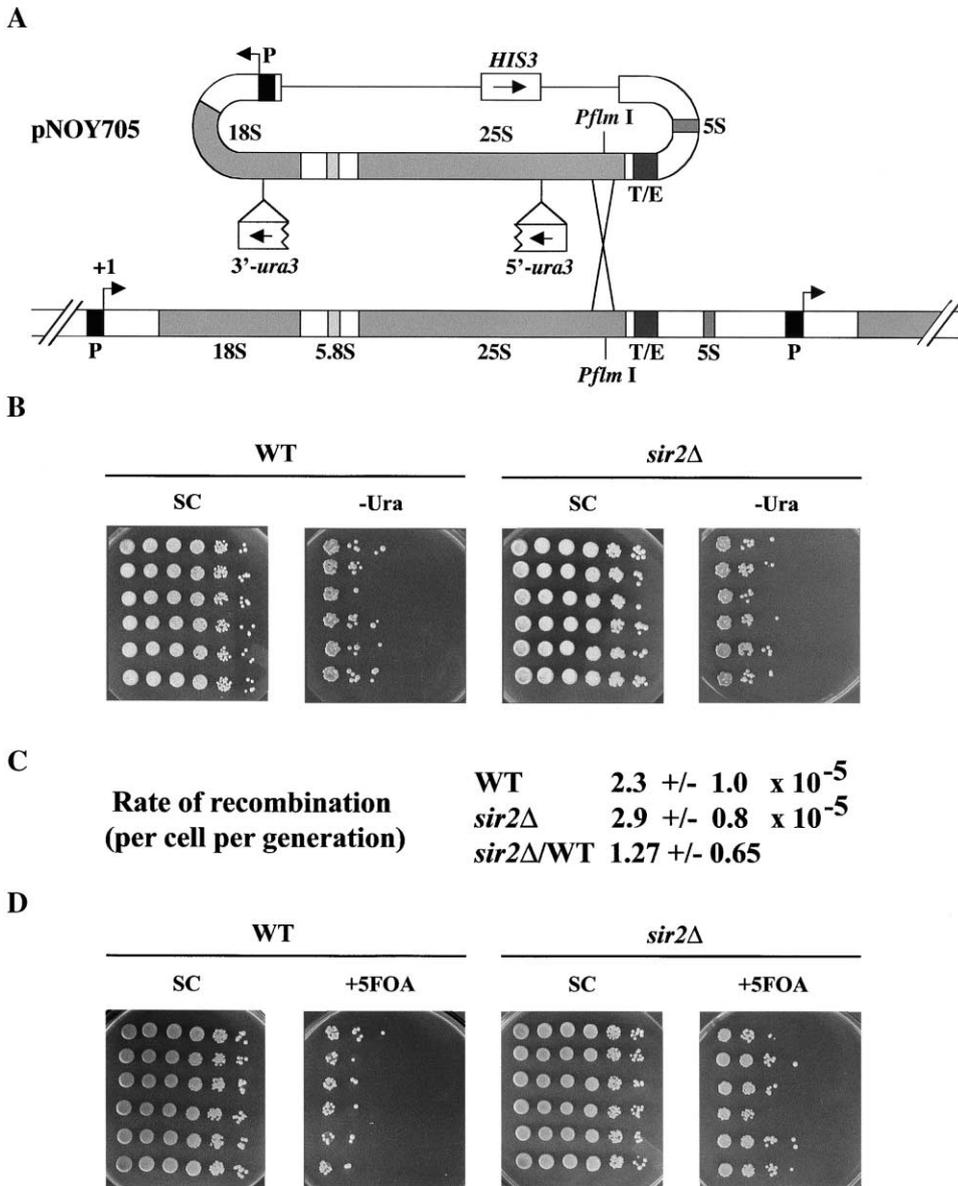 A
P
HIS3
pNOY705
18S
25S
Pflm I
5S
T/E
3’-ura3
5’-ura3
+1
P
18S
5.8S
25S
T/E
5S
P
Pflm I
B
WT
sir2Δ
SC
-Ura
SC
-Ura
C
Rate of recombination
(per cell per generation)
WT 2.3 +/- 1.0 x 10-5
sir2Δ 2.9 +/- 0.8 x 10-5
sir2Δ/WT 1.27 +/- 0.65
D
WT
sir2Δ
SC
+5FOA
SC
+5FOA